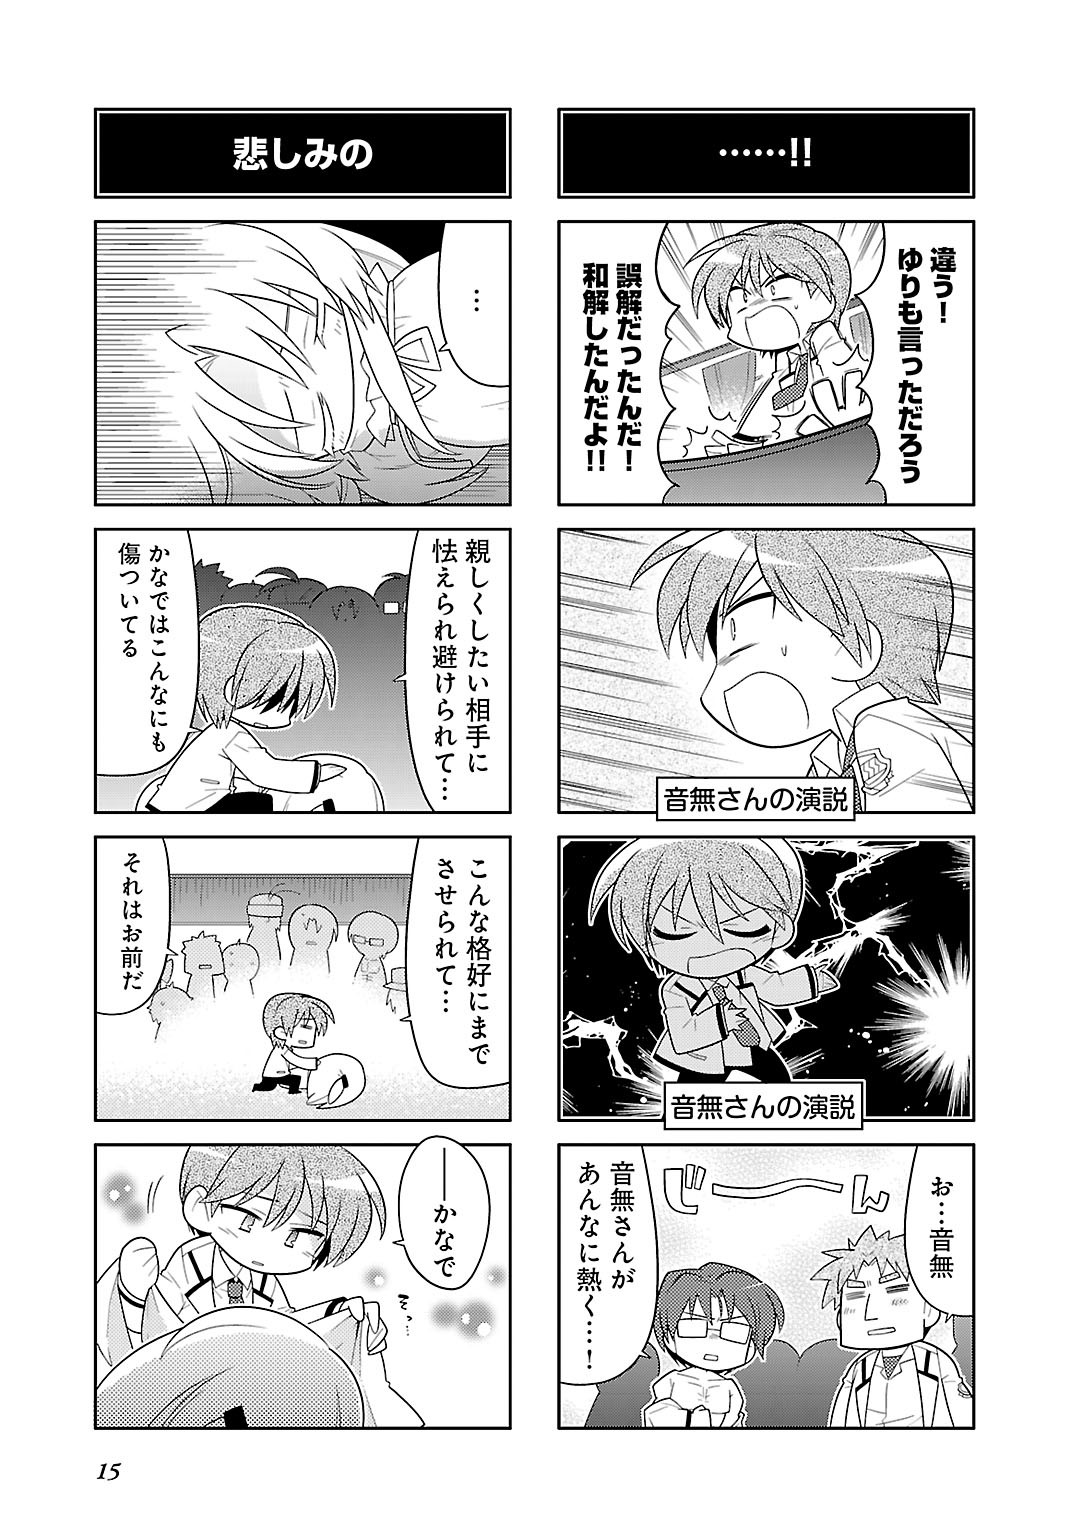 ……!!
違う！
ゆりも言っただろう
誤解だったんだ！
和解したんだよ!!
音無さんの演説
音無さんの演説
じーーん
お…音無
音無さんが
あんなに熱く…！
悲しみの
…
親しくしたい相手に
怯えられ避けられて…
かなではこんなにも
傷ついてる
こんな格好にまで
させられて…
それはお前だ
──かなで
そっ…
15